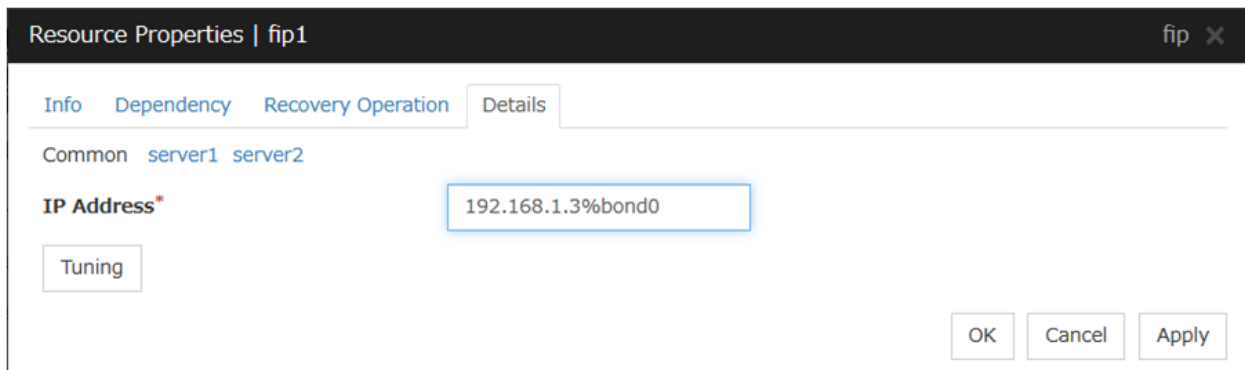 Resource Properties | fip1 fip ×
Info Dependency Recovery Operation Details
Common server1 server2
IP Address* 192.168.1.3%bond0
Tuning
OK Cancel Apply